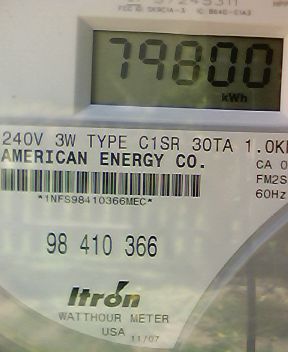 79800
kWh
240V 3W TYPE C1SR 30TA 1.0K
AMERICAN ENERGY CO.
CA 0
FM2S
60Hz
*1NFS98410366MEC*
98 410 366
Itron
WATTHOUR METER
USA 11/07